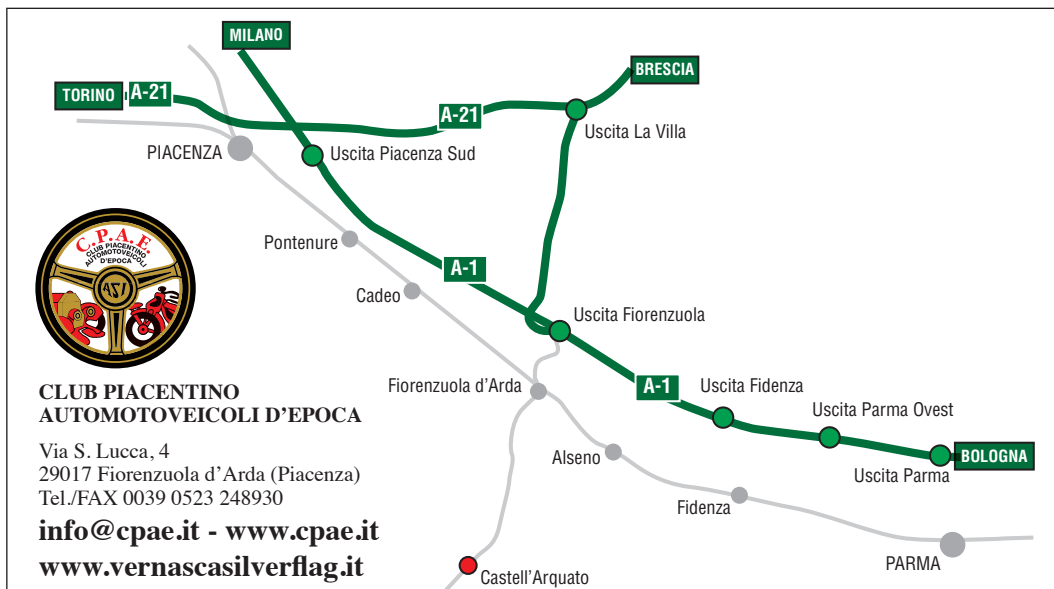 MILANO
BRESCIA
TORINO
A-21
A-21
Uscita La Villa
PIACENZA
Uscita Piacenza Sud
C.P.A.E.
CLUB PIACENTINO
AUTOMOTOVEICOLI
D'EPOCA
ASI
Pontenure
A-1
Cadeo
Uscita Fiorenzuola
Fiorenzuola d'Arda
A-1
Uscita Fidenza
Uscita Parma Ovest
BOLOGNA
Uscita Parma
Alseno
Fidenza
PARMA
Castell'Arquato
CLUB PIACENTINO
AUTOMOTOVEICOLI D'EPOCA
Via S. Lucca, 4
29017 Fiorenzuola d'Arda (Piacenza)
Tel./FAX 0039 0523 248930
info@cpae.it - www.cpae.it
www.vernascasilverflag.it